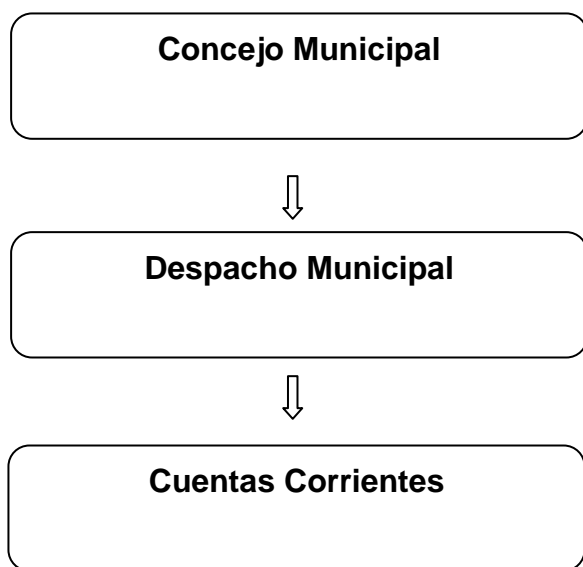 Concejo Municipal
Despacho Municipal
Cuentas Corrientes